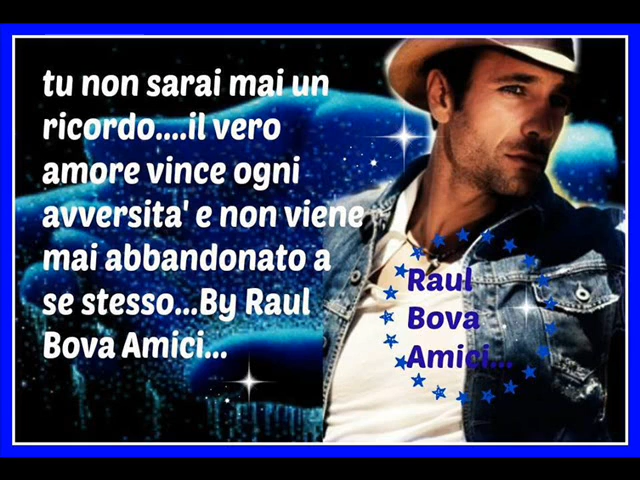 tu non sarai mai un
ricordo....il vero
amore vince ogni
avversita' e non viene
mai abbandonato a
se stesso...By Raul
Bova Amici...
Raul
Bova
Amici...